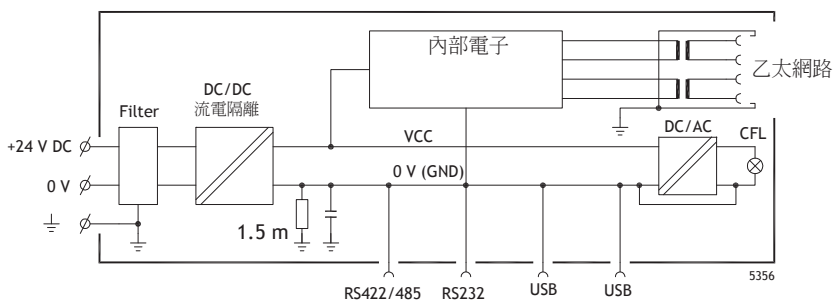 內部電子
乙太網路
DC/DC
流電隔離
Filter
DC/AC
CFL
+24 V DC
VCC
0 V
0 V (GND)
1.5 m
5356
RS422/485
RS232
USB
USB